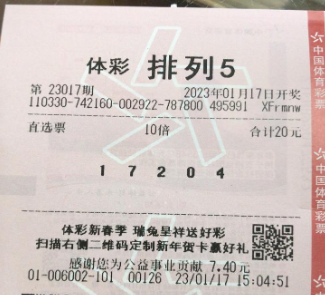 体彩 排列5
第 23017期 2023年01月17日开奖
110330-742160-002922-787800 495991 XFrmnw
直选票 10倍 合计20元
1 7 2 0 4
体彩新春季 瑞兔呈祥送好彩
扫描右侧二维码定制新年贺卡赢好礼
感谢您为公益事业贡献 7.40元
01-006002-101 00126 23/01/17 15:04:51
中国体育彩票
中国体育彩票